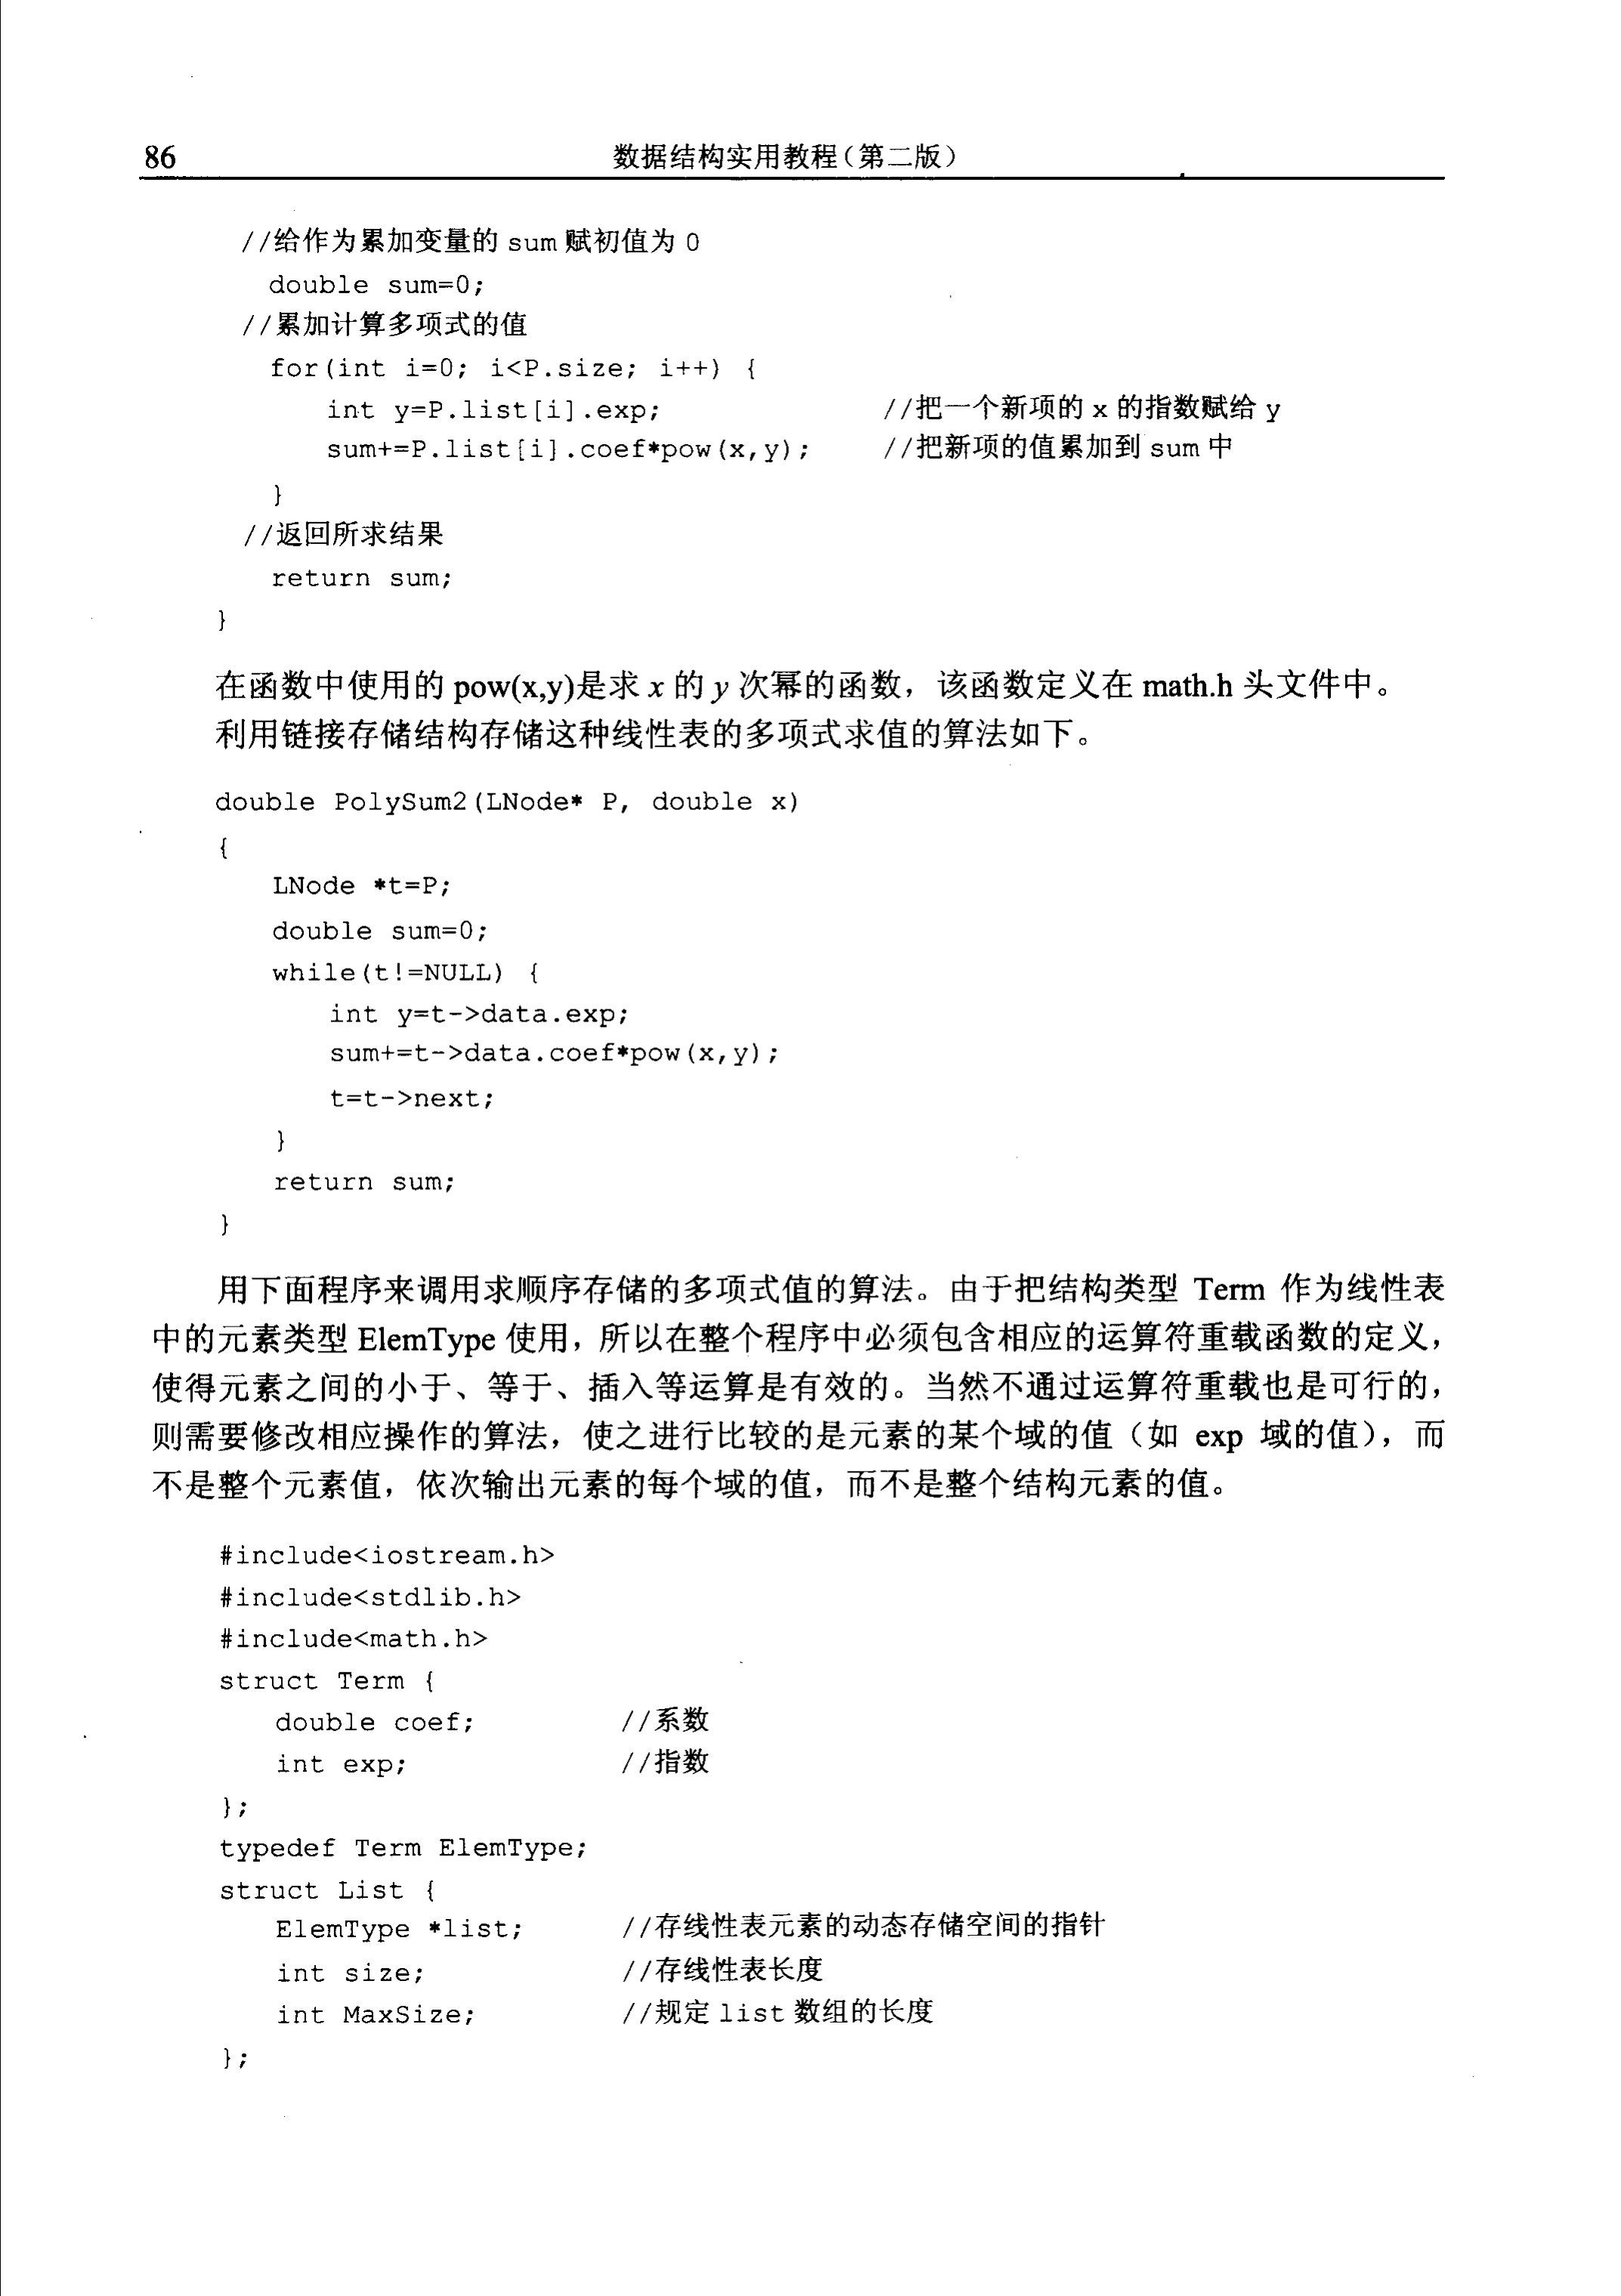 86
数据结构实用教程(第二版)
//给作为累加变量的 sum 赋初值为 0
double sum=0;
//累加计算多项式的值
for(int i=0; i<P.size; i++) {
int y=P.list[i].exp; //把一个新项的 x 的指数赋给 y
sum+=P.list[i].coef*pow(x,y); //把新项的值累加到 sum 中
}
//返回所求结果
return sum;
}
在函数中使用的 pow(x,y)是求 x 的 y 次幂的函数，该函数定义在 math.h 头文件中。
利用链接存储结构存储这种线性表的多项式求值的算法如下。
double PolySum2(LNode* P, double x)
{
LNode *t=P;
double sum=0;
while(t!=NULL) {
int y=t->data.exp;
sum+=t->data.coef*pow(x,y);
t=t->next;
}
return sum;
}
用下面程序来调用求顺序存储的多项式值的算法。由于把结构类型 Term 作为线性表
中的元素类型 ElemType 使用，所以在整个程序中必须包含相应的运算符重载函数的定义，
使得元素之间的小于、等于、插入等运算是有效的。当然不通过运算符重载也是可行的，
则需要修改相应操作的算法，使之进行比较的是元素的某个域的值（如 exp 域的值），而
不是整个元素值，依次输出元素的每个域的值，而不是整个结构元素的值。
#include<iostream.h>
#include<stdlib.h>
#include<math.h>
struct Term {
double coef; //系数
int exp; //指数
};
typedef Term ElemType;
struct List {
ElemType *list; //存线性表元素的动态存储空间的指针
int size; //存线性表长度
int MaxSize; //规定 list 数组的长度
};